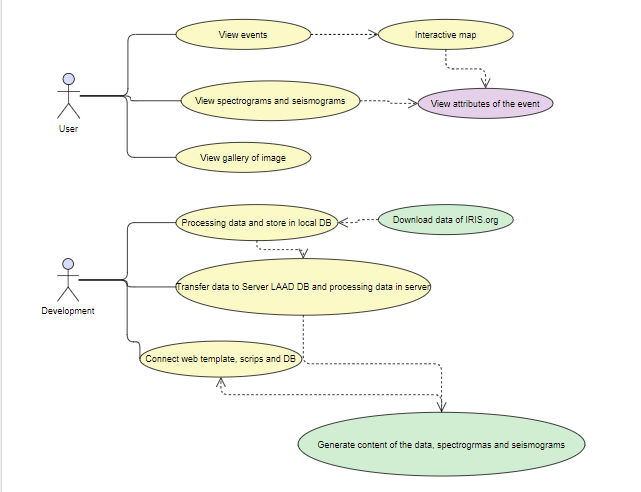 View events
Interactive map
View spectrograms and seismograms
View attributes of the event
User
View gallery of image
Processing data and store in local DB
Download data of IRIS.org
Transfer data to Server LAAD DB and processing data in server
Development
Connect web template, scrips and DB
Generate content of the data, spectrogrmas and seismograms